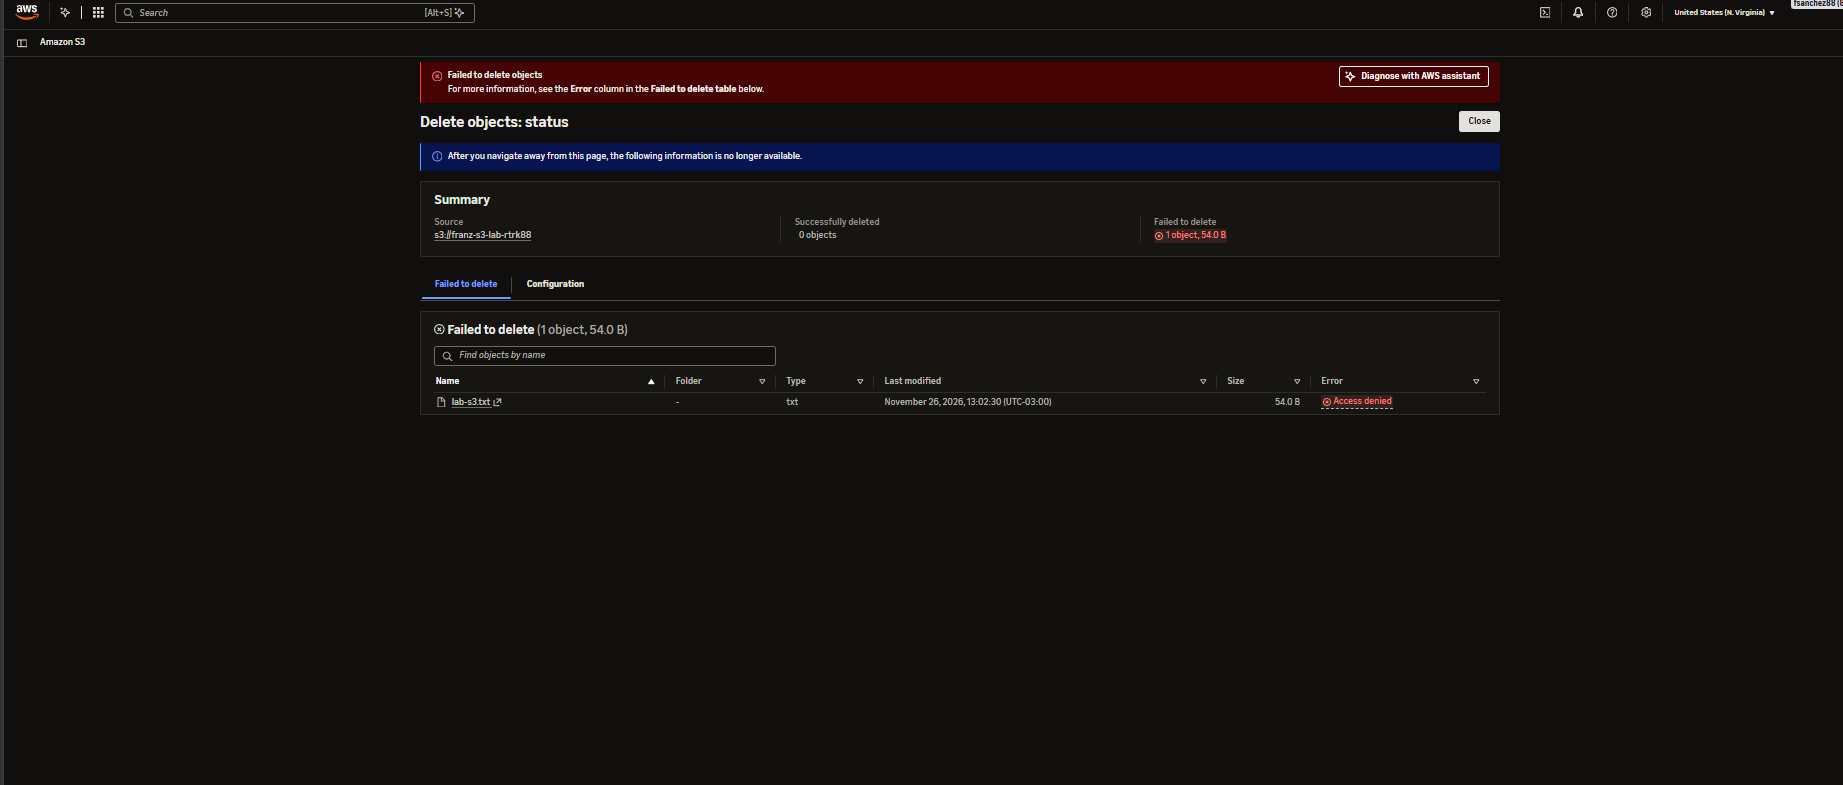 aws
Search
[Alt+S]
United States (N. Virginia)
fsanchez88 (8
Amazon S3
Failed to delete objects
For more information, see the Error column in the Failed to delete table below.
Diagnose with AWS assistant
Delete objects: status
Close
After you navigate away from this page, the following information is no longer available.
Summary
Source
s3://franz-s3-lab-rtrk88
Successfully deleted
0 objects
Failed to delete
1 object, 54.0 B
Failed to delete
Configuration
Failed to delete (1 object, 54.0 B)
Find objects by name
Name Folder Type Last modified Size Error
lab-s3.txt - txt November 26, 2026, 13:02:30 (UTC-03:00) 54.0 B Access denied